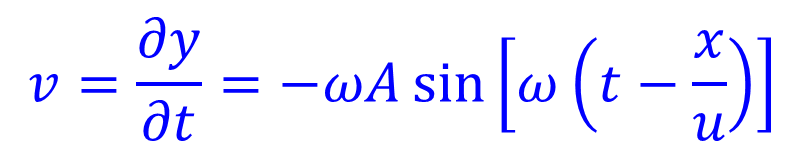 v = ∂y/∂t = −ωA sin [ω (t − x/u)]